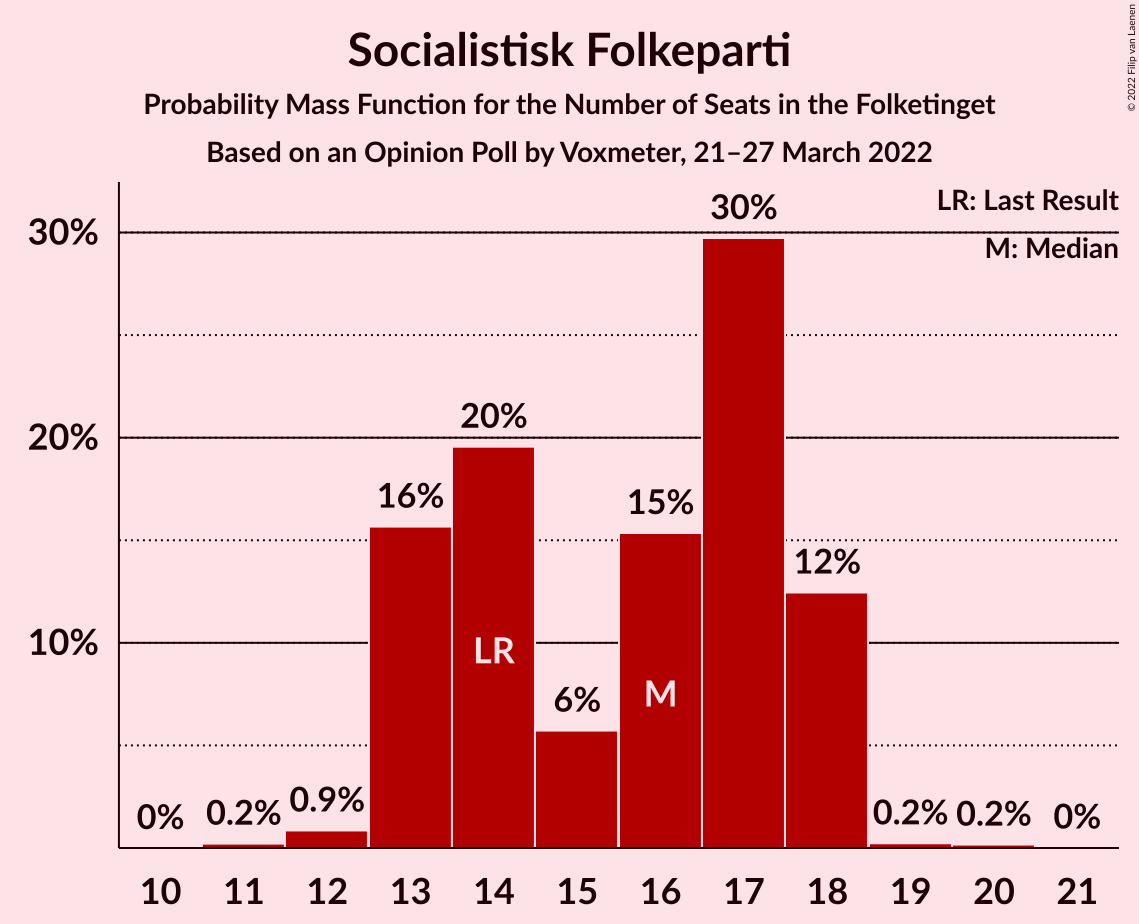 Socialistisk Folkeparti
Probability Mass Function for the Number of Seats in the Folketinget
Based on an Opinion Poll by Voxmeter, 21–27 March 2022
© 2022 Filip van Laenen
LR: Last Result
M: Median
30%
20%
10%
0%
0.2%
0.9%
16%
20%
6%
15%
30%
12%
0.2%
0.2%
0%
LR
M
10 11 12 13 14 15 16 17 18 19 20 21